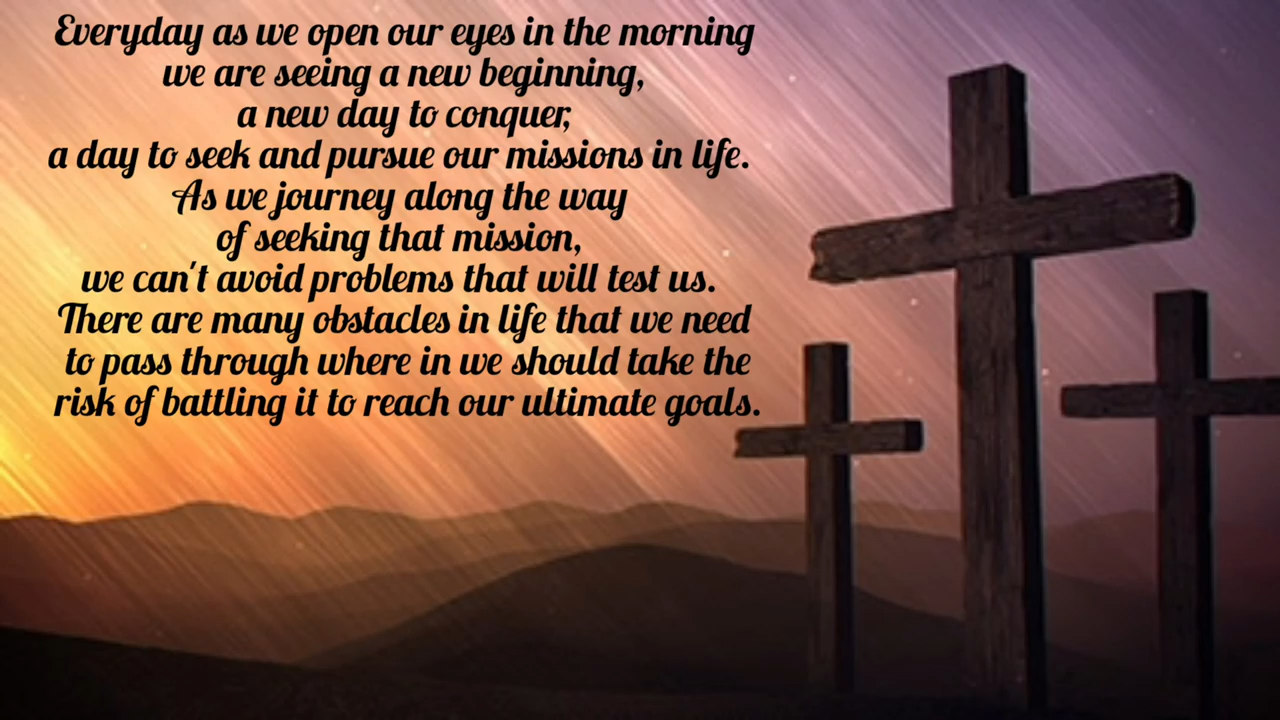 Everyday as we open our eyes in the morning
we are seeing a new beginning,
a new day to conquer,
a day to seek and pursue our missions in life.
As we journey along the way
of seeking that mission,
we can't avoid problems that will test us.
There are many obstacles in life that we need
to pass through where in we should take the
risk of battling it to reach our ultimate goals.